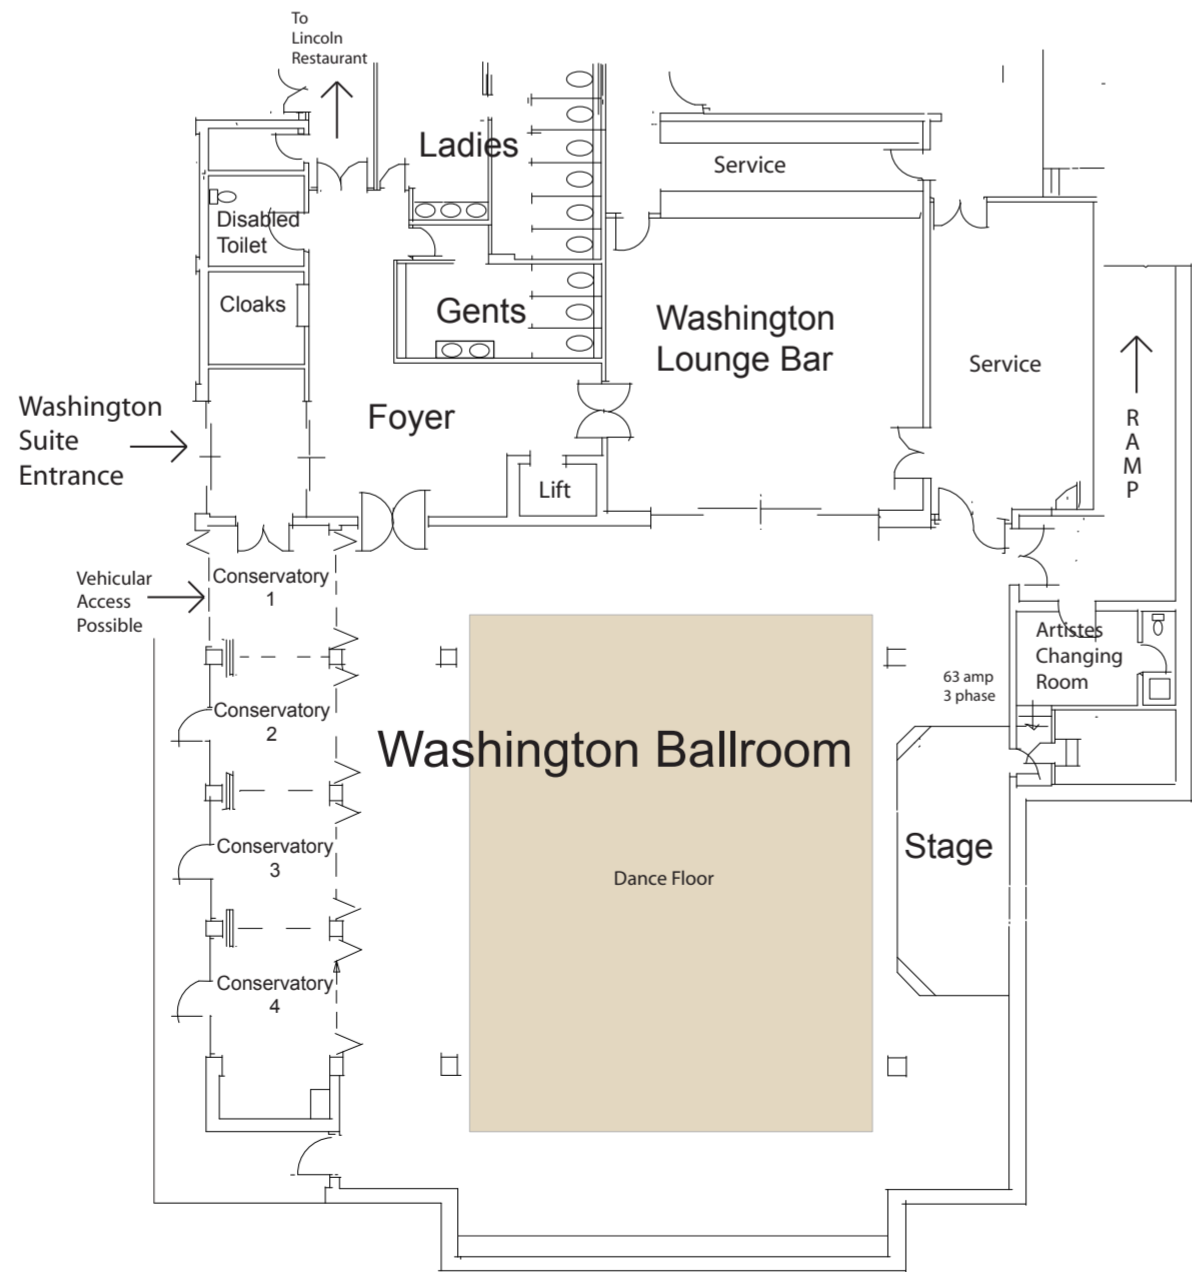 To
Lincoln
Restaurant
Ladies
Service
Disabled
Toilet
Cloaks
Gents
Washington
Lounge Bar
Service
Washington
Suite
Entrance
Foyer
R
A
M
P
Lift
Vehicular
Access
Possible
Conservatory
1
Artistes
Changing
Room
63 amp
3 phase
Conservatory
2
Washington Ballroom
Conservatory
3
Stage
Dance Floor
Conservatory
4